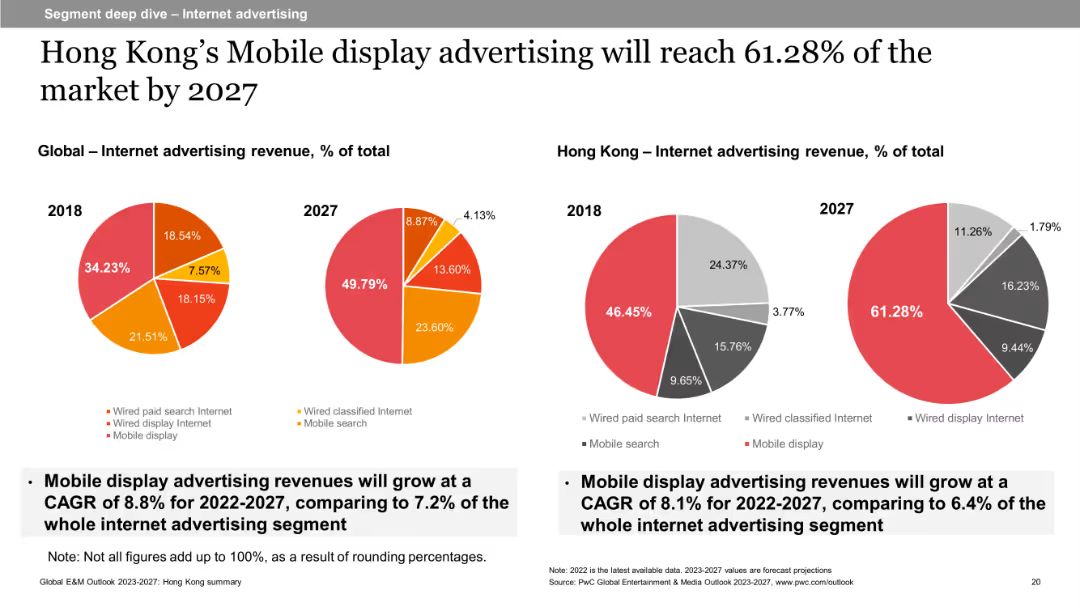 Segment deep dive – Internet advertising
Hong Kong’s Mobile display advertising will reach 61.28% of the
market by 2027
Global – Internet advertising revenue, % of total
2018
18.54%
7.57%
18.15%
21.51%
34.23%
2027
8.87%
4.13%
13.60%
23.60%
49.79%
Wired paid search Internet
Wired classified Internet
Wired display Internet
Mobile search
Mobile display
Mobile display advertising revenues will grow at a
CAGR of 8.8% for 2022-2027, comparing to 7.2% of the
whole internet advertising segment
Note: Not all figures add up to 100%, as a result of rounding percentages.
Hong Kong – Internet advertising revenue, % of total
2018
24.37%
3.77%
15.76%
9.65%
46.45%
2027
11.26%
1.79%
16.23%
9.44%
61.28%
Wired paid search Internet
Wired classified Internet
Wired display Internet
Mobile search
Mobile display
Mobile display advertising revenues will grow at a
CAGR of 8.1% for 2022-2027, comparing to 6.4% of the
whole internet advertising segment
Note: 2022 is the latest available data. 2023-2027 values are forecast projections
Global E&M Outlook 2023-2027: Hong Kong summary
Source: PwC Global Entertainment & Media Outlook 2023-2027, www.pwc.com/outlook
20